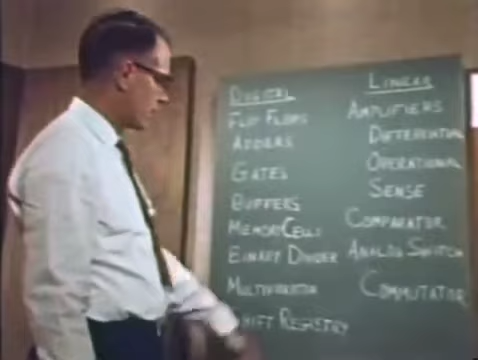 DIGITAL
FLIP FLOPS
ADDERS
GATES
BUFFERS
MEMORY CELLS
BINARY DIVIDER
MULTIVIBRATOR
SHIFT REGISTRY
LINEAR
AMPLIFIERS
DIFFERENTIAL
OPERATIONAL
SENSE
COMPARATOR
ANALOG SWITCH
COMMUTATOR